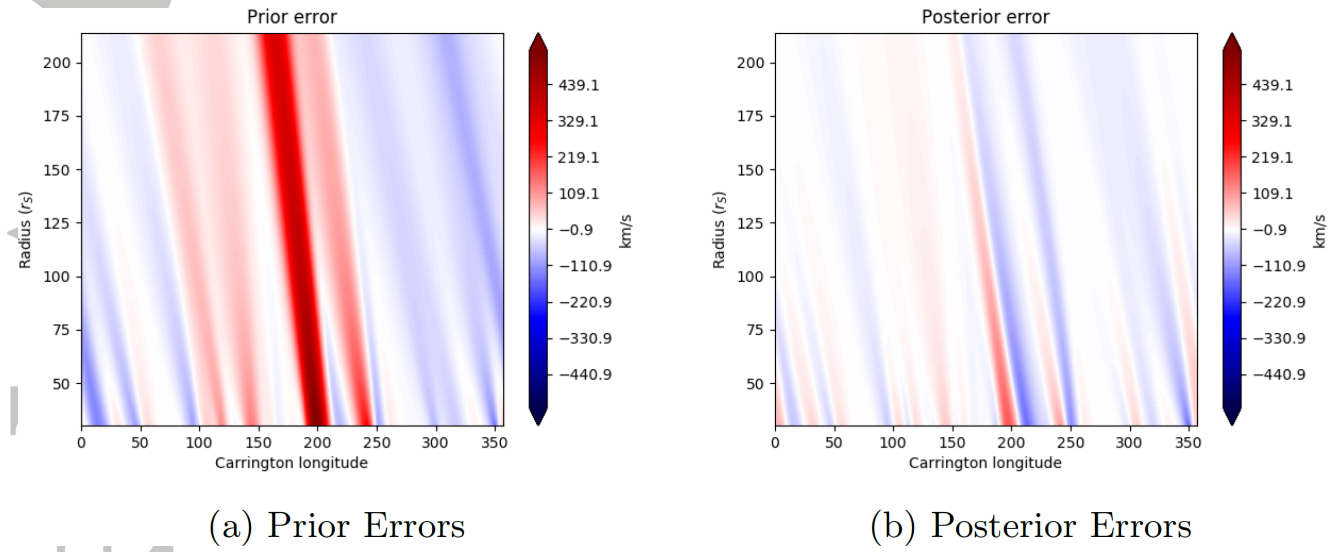 Prior error
200
175
150
125
100
75
50
Radius (r_S)
0 50 100 150 200 250 300 350
Carrington longitude
439.1
329.1
219.1
109.1
−0.9
−110.9
−220.9
−330.9
−440.9
km/s
(a) Prior Errors
Posterior error
200
175
150
125
100
75
50
Radius (r_S)
0 50 100 150 200 250 300 350
Carrington longitude
439.1
329.1
219.1
109.1
−0.9
−110.9
−220.9
−330.9
−440.9
km/s
(b) Posterior Errors